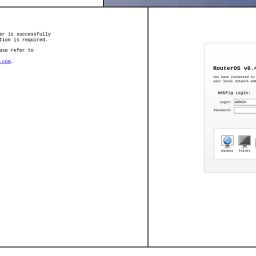 er is successfully
tion is required.
ase refer to
.com.
RouterOS v6.4
You have connected to
your local network adm
WebFig Login:
Login: admin
Password:
Winbox Telnet